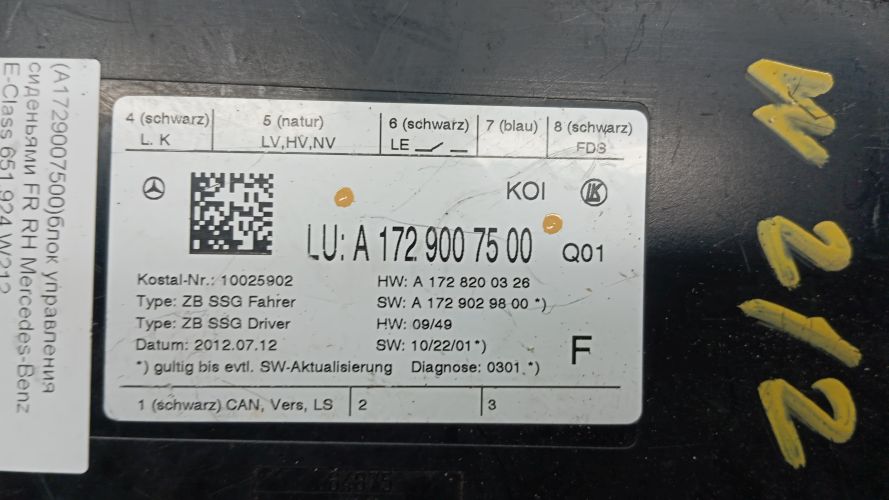 (A1729007500)блок управления
сиденьями FR RH Mercedes-Benz
E-Class 651.924 W212
4 (schwarz) 5 (natur) 6 (schwarz) 7 (blau) 8 (schwarz)
L. K LV,HV,NV LE FDS
KOI
LU: A 172 900 75 00 Q01
Kostal-Nr.: 10025902 HW: A 172 820 03 26
Type: ZB SSG Fahrer SW: A 172 902 98 00 *)
Type: ZB SSG Driver HW: 09/49
Datum: 2012.07.12 SW: 10/22/01*) F
*) gultig bis evtl. SW-Aktualisierung Diagnose: 0301.*)
1 (schwarz) CAN, Vers, LS 2 3
W212